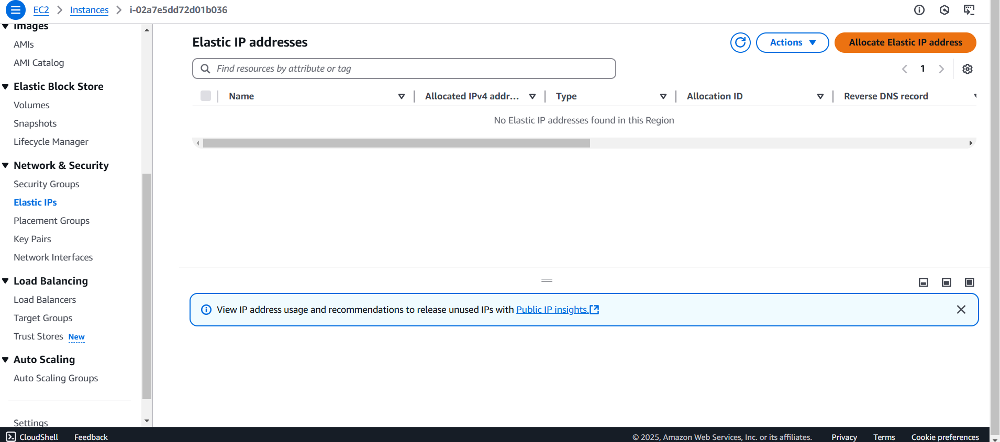 EC2 Instances i-02a7e5dd72d01b036
Images
AMIs
AMI Catalog
Elastic Block Store
Volumes
Snapshots
Lifecycle Manager
Network & Security
Security Groups
Elastic IPs
Placement Groups
Key Pairs
Network Interfaces
Load Balancing
Load Balancers
Target Groups
Trust Stores New
Auto Scaling
Auto Scaling Groups
Settings
Elastic IP addresses
Actions
Allocate Elastic IP address
Find resources by attribute or tag
1
Name Allocated IPv4 addr... Type Allocation ID Reverse DNS record
No Elastic IP addresses found in this Region
View IP address usage and recommendations to release unused IPs with Public IP insights.
CloudShell Feedback © 2025, Amazon Web Services, Inc. or its affiliates. Privacy Terms Cookie preferences